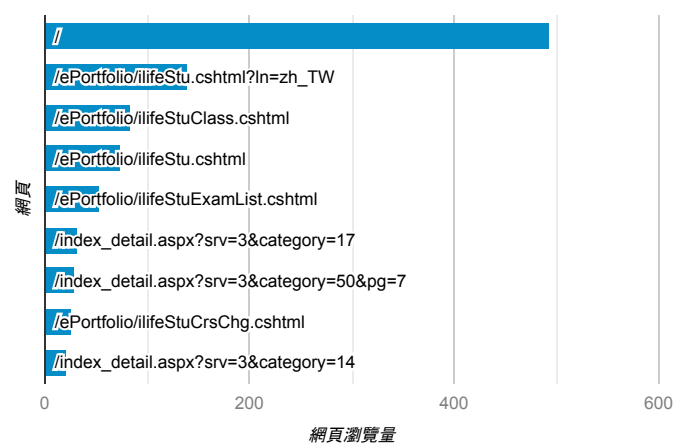 /
/ePortfolio/ilifeStu.cshtml?ln=zh_TW
/ePortfolio/ilifeStuClass.cshtml
/ePortfolio/ilifeStu.cshtml
/ePortfolio/ilifeStuExamList.cshtml
/index_detail.aspx?srv=3&category=17
/index_detail.aspx?srv=3&category=50&pg=7
/ePortfolio/ilifeStuCrsChg.cshtml
/index_detail.aspx?srv=3&category=14
網頁
0 200 400 600
網頁瀏覽量